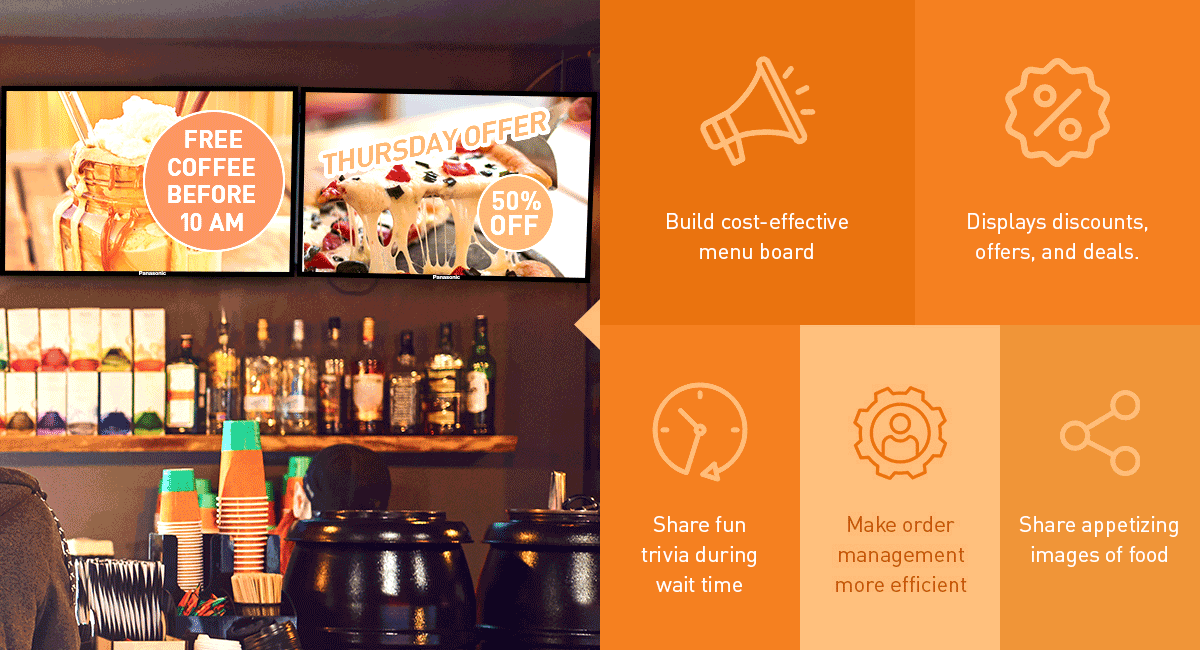 FREE
COFFEE
BEFORE
10 AM
Panasonic
THURSDAY OFFER
50%
OFF
Panasonic
Build cost-effective
menu board
Displays discounts,
offers, and deals.
Share fun
trivia during
wait time
Make order
management
more efficient
Share appetizing
images of food